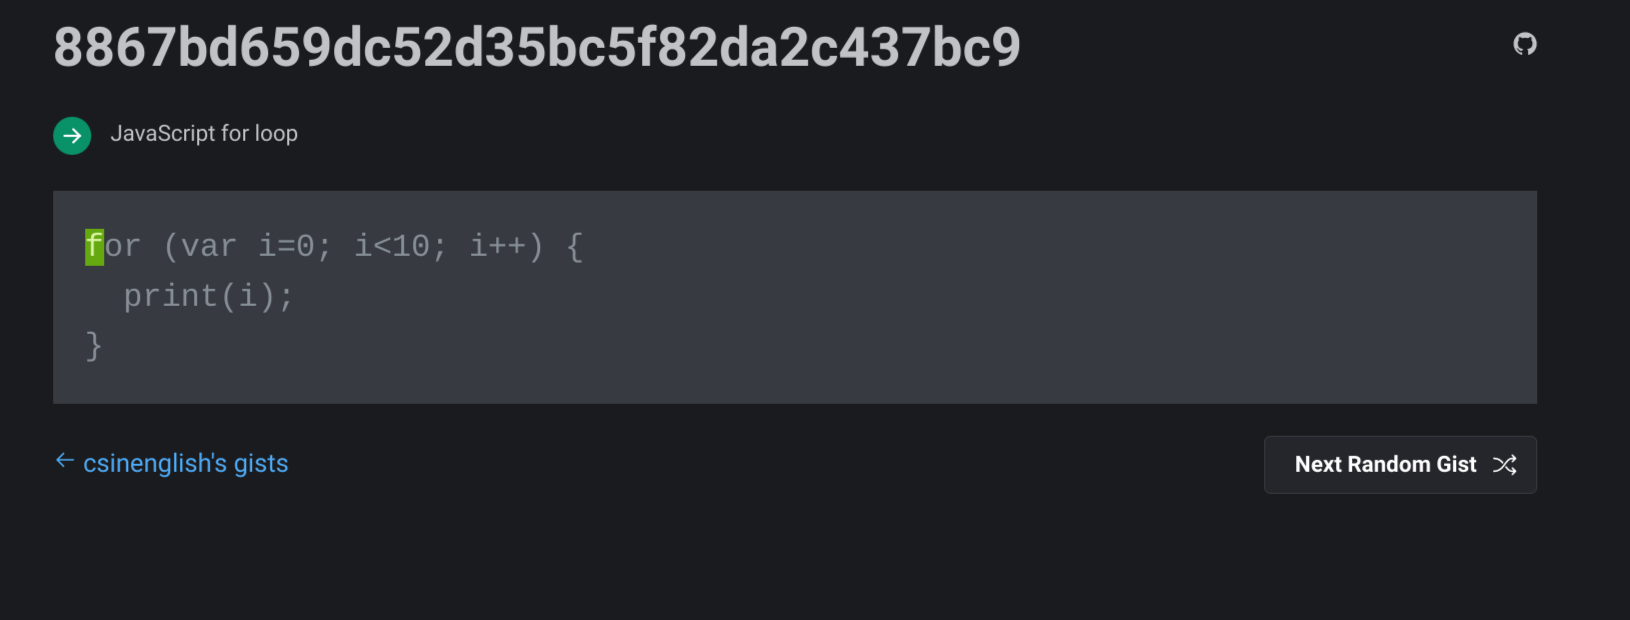 8867bd659dc52d35bc5f82da2c437bc9
JavaScript for loop
for (var i=0; i<10; i++) {
  print(i);
}
← csinenglish's gists
Next Random Gist